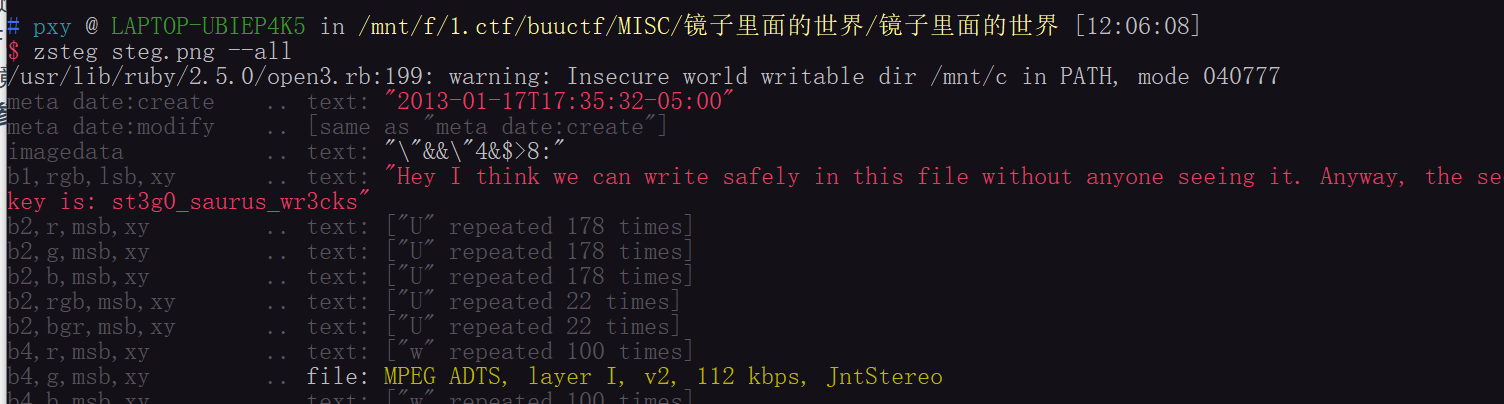 # pxy @ LAPTOP-UBIEP4K5 in /mnt/f/1.ctf/buuctf/MISC/镜子里面的世界/镜子里面的世界 [12:06:08]
$ zsteg steg.png --all
/usr/lib/ruby/2.5.0/open3.rb:199: warning: Insecure world writable dir /mnt/c in PATH, mode 040777
meta date:create .. text: "2013-01-17T17:35:32-05:00"
meta date:modify .. [same as "meta date:create"]
imagedata .. text: "\"&&\"4&$>8:"
b1,rgb,lsb,xy .. text: "Hey I think we can write safely in this file without anyone seeing it. Anyway, the se
key is: st3g0_saurus_wr3cks"
b2,r,msb,xy .. text: ["U" repeated 178 times]
b2,g,msb,xy .. text: ["U" repeated 178 times]
b2,b,msb,xy .. text: ["U" repeated 178 times]
b2,rgb,msb,xy .. text: ["U" repeated 22 times]
b2,bgr,msb,xy .. text: ["U" repeated 22 times]
b4,r,msb,xy .. text: ["w" repeated 100 times]
b4,g,msb,xy .. file: MPEG ADTS, layer I, v2, 112 kbps, JntStereo
b4,b,msb,xy .. text: ["w" repeated 100 times]